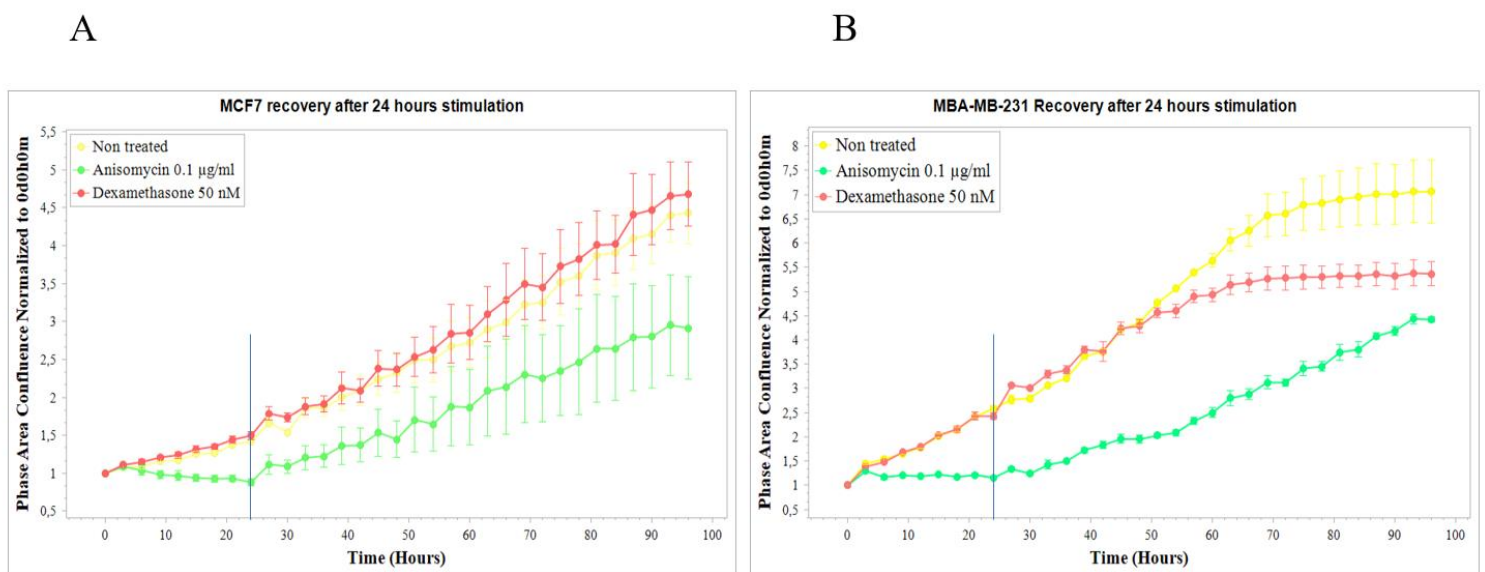 A
B
MCF7 recovery after 24 hours stimulation
Phase Area Confluence Normalized to 0d0h0m
5,5
5
4,5
4
3,5
3
2,5
2
1,5
1
0,5
Non treated
Anisomycin 0.1 µg/ml
Dexamethasone 50 nM
0 10 20 30 40 50 60 70 80 90 100
Time (Hours)
MBA-MB-231 Recovery after 24 hours stimulation
Phase Area Confluence Normalized to 0d0h0m
8
7,5
7
6,5
6
5,5
5
4,5
4
3,5
3
2,5
2
1,5
1
0,5
Non treated
Anisomycin 0.1 µg/ml
Dexamethasone 50 nM
0 10 20 30 40 50 60 70 80 90 100
Time (Hours)